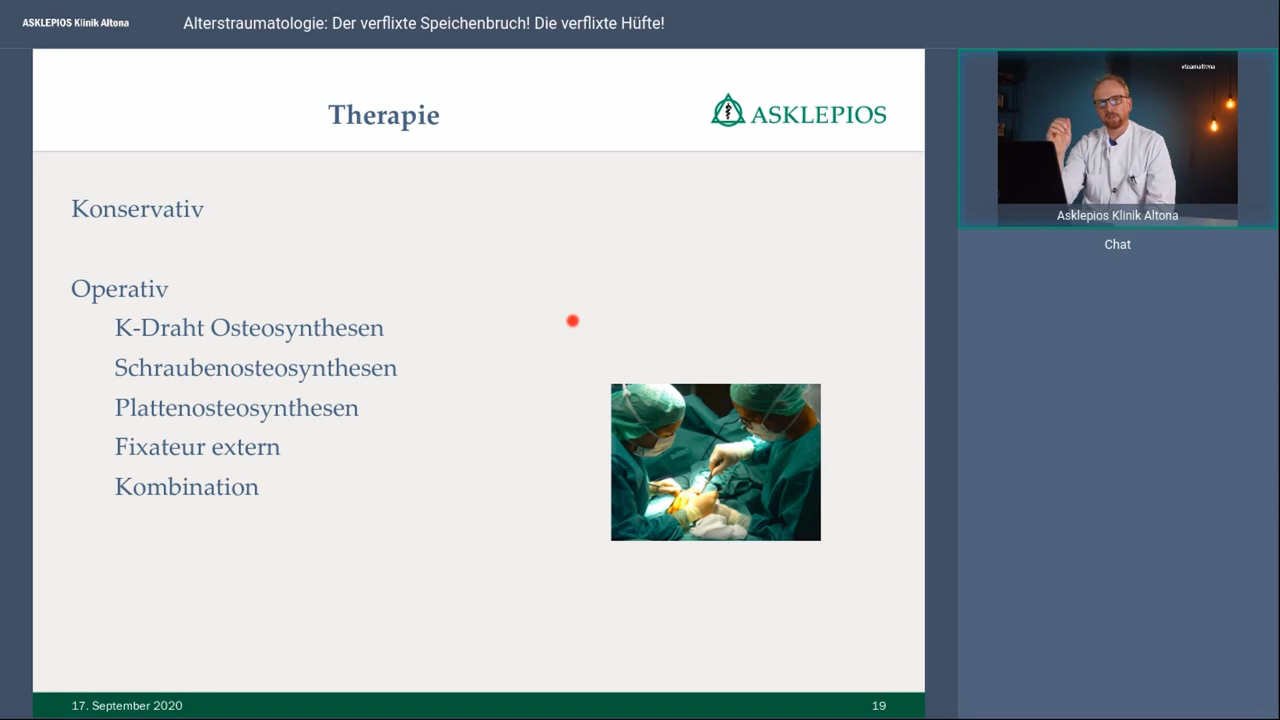 ASKLEPIOS Klinik Altona
Alterstraumatologie: Der verflixte Speichenbruch! Die verflixte Hüfte!
Therapie
ASKLEPIOS
Konservativ
Operativ
K-Draht Osteosynthesen
Schraubenosteosynthesen
Plattenosteosynthesen
Fixateur extern
Kombination
17. September 2020
19
#teamaltona
Asklepios Klinik Altona
Chat